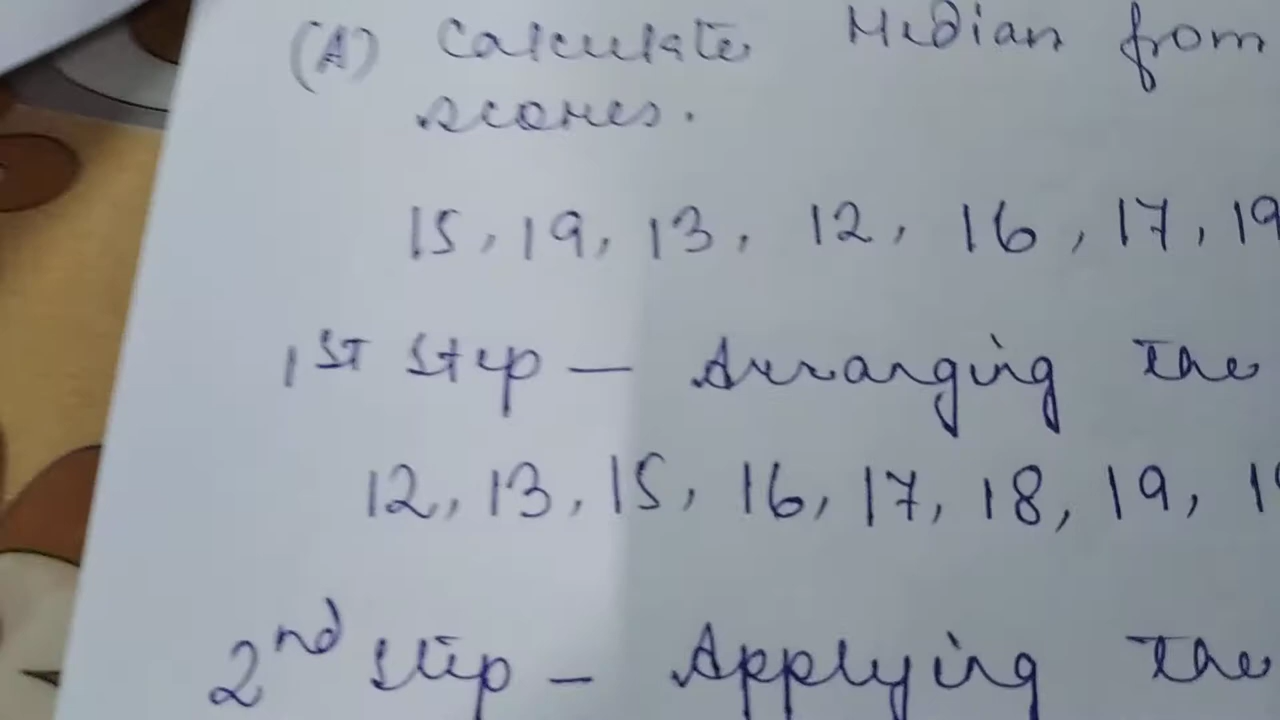 (A) Calculate Median from
scores.
15, 19, 13, 12, 16, 17, 19
1ST Step - Arranging the
12, 13, 15, 16, 17, 18, 19, 19
2nd Step - Applying the